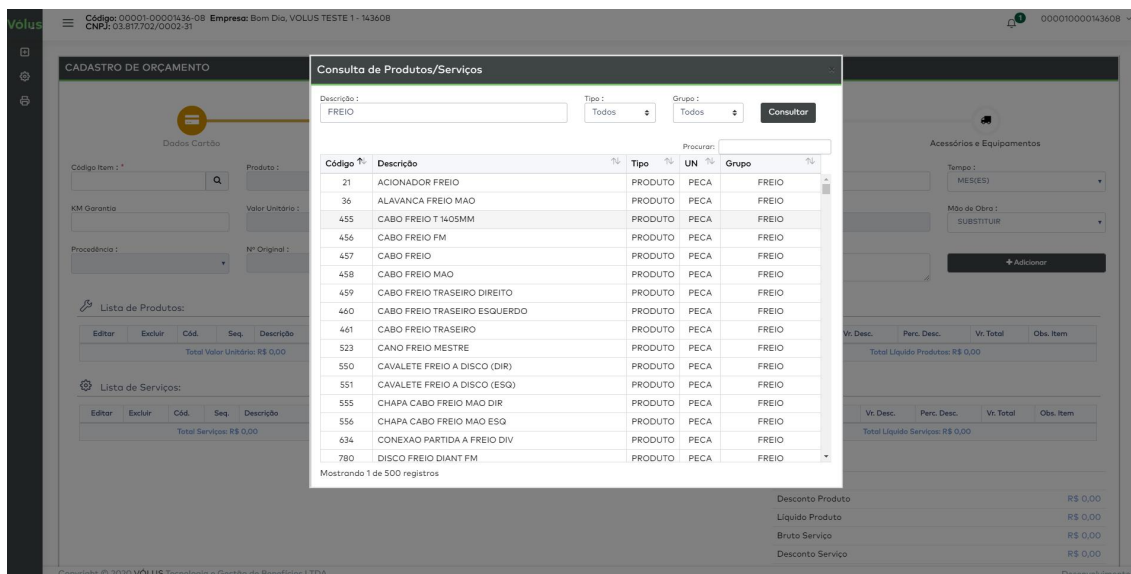 Vólus
Código: 00001-00001436-08 Empresa: Bom Dia, VOLUS TESTE 1 - 143608
CNPJ: 03.817.702/0002-31
1
000010000143608
CADASTRO DE ORÇAMENTO
Dados Cartão
Acessórios e Equipamentos
Código Item : *
Produto :
Tempo :
MES(ES)
KM Garantia
Valor Unitário :
Mão de Obra :
SUBSTITUIR
Procedência :
Nº Original :
+ Adicionar
Lista de Produtos:
Editar Excluir Cód. Seq. Descrição Vr. Desc. Perc. Desc. Vr. Total Obs. Item
Total Valor Unitário: R$ 0,00 Total Líquido Produtos: R$ 0,00
Lista de Serviços:
Editar Excluir Cód. Seq. Descrição Vr. Desc. Perc. Desc. Vr. Total Obs. Item
Total Serviços: R$ 0,00 Total Líquido Serviços: R$ 0,00
Desconto Produto R$ 0,00
Líquido Produto R$ 0,00
Bruto Serviço R$ 0,00
Desconto Serviço R$ 0,00
Copyright © 2020 VÓLUS Tecnologia e Gestão de Benefícios LTDA.
Desenvolvimento
Consulta de Produtos/Serviços
Descrição : Tipo : Grupo :
FREIO Todos Todos Consultar
Procurar:
Código Descrição Tipo UN Grupo
21 ACIONADOR FREIO PRODUTO PECA FREIO
36 ALAVANCA FREIO MAO PRODUTO PECA FREIO
455 CABO FREIO T 1405MM PRODUTO PECA FREIO
456 CABO FREIO FM PRODUTO PECA FREIO
457 CABO FREIO PRODUTO PECA FREIO
458 CABO FREIO MAO PRODUTO PECA FREIO
459 CABO FREIO TRASEIRO DIREITO PRODUTO PECA FREIO
460 CABO FREIO TRASEIRO ESQUERDO PRODUTO PECA FREIO
461 CABO FREIO TRASEIRO PRODUTO PECA FREIO
523 CANO FREIO MESTRE PRODUTO PECA FREIO
550 CAVALETE FREIO A DISCO (DIR) PRODUTO PECA FREIO
551 CAVALETE FREIO A DISCO (ESQ) PRODUTO PECA FREIO
555 CHAPA CABO FREIO MAO DIR PRODUTO PECA FREIO
556 CHAPA CABO FREIO MAO ESQ PRODUTO PECA FREIO
634 CONEXAO PARTIDA A FREIO DIV PRODUTO PECA FREIO
780 DISCO FREIO DIANT FM PRODUTO PECA FREIO
Mostrando 1 de 500 registros